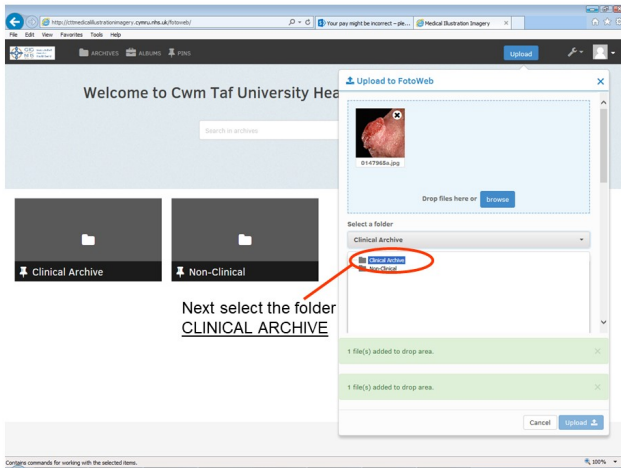 http://cttmedicalillustrationimagery.cymru.nhs.uk/fotoweb/
Your pay might be incorrect – ple...
Medical Illustration Imagery
File Edit View Favorites Tools Help
ARCHIVES ALBUMS PINS
Upload
Welcome to Cwm Taf University Hea
Search in archives
Clinical Archive
Non-Clinical
Next select the folder
CLINICAL ARCHIVE
Upload to FotoWeb
0147965a.jpg
Drop files here or browse
Select a folder
Clinical Archive
Clinical Archive
Non-Clinical
1 file(s) added to drop area.
1 file(s) added to drop area.
Cancel Upload
Contains commands for working with the selected items.
100%